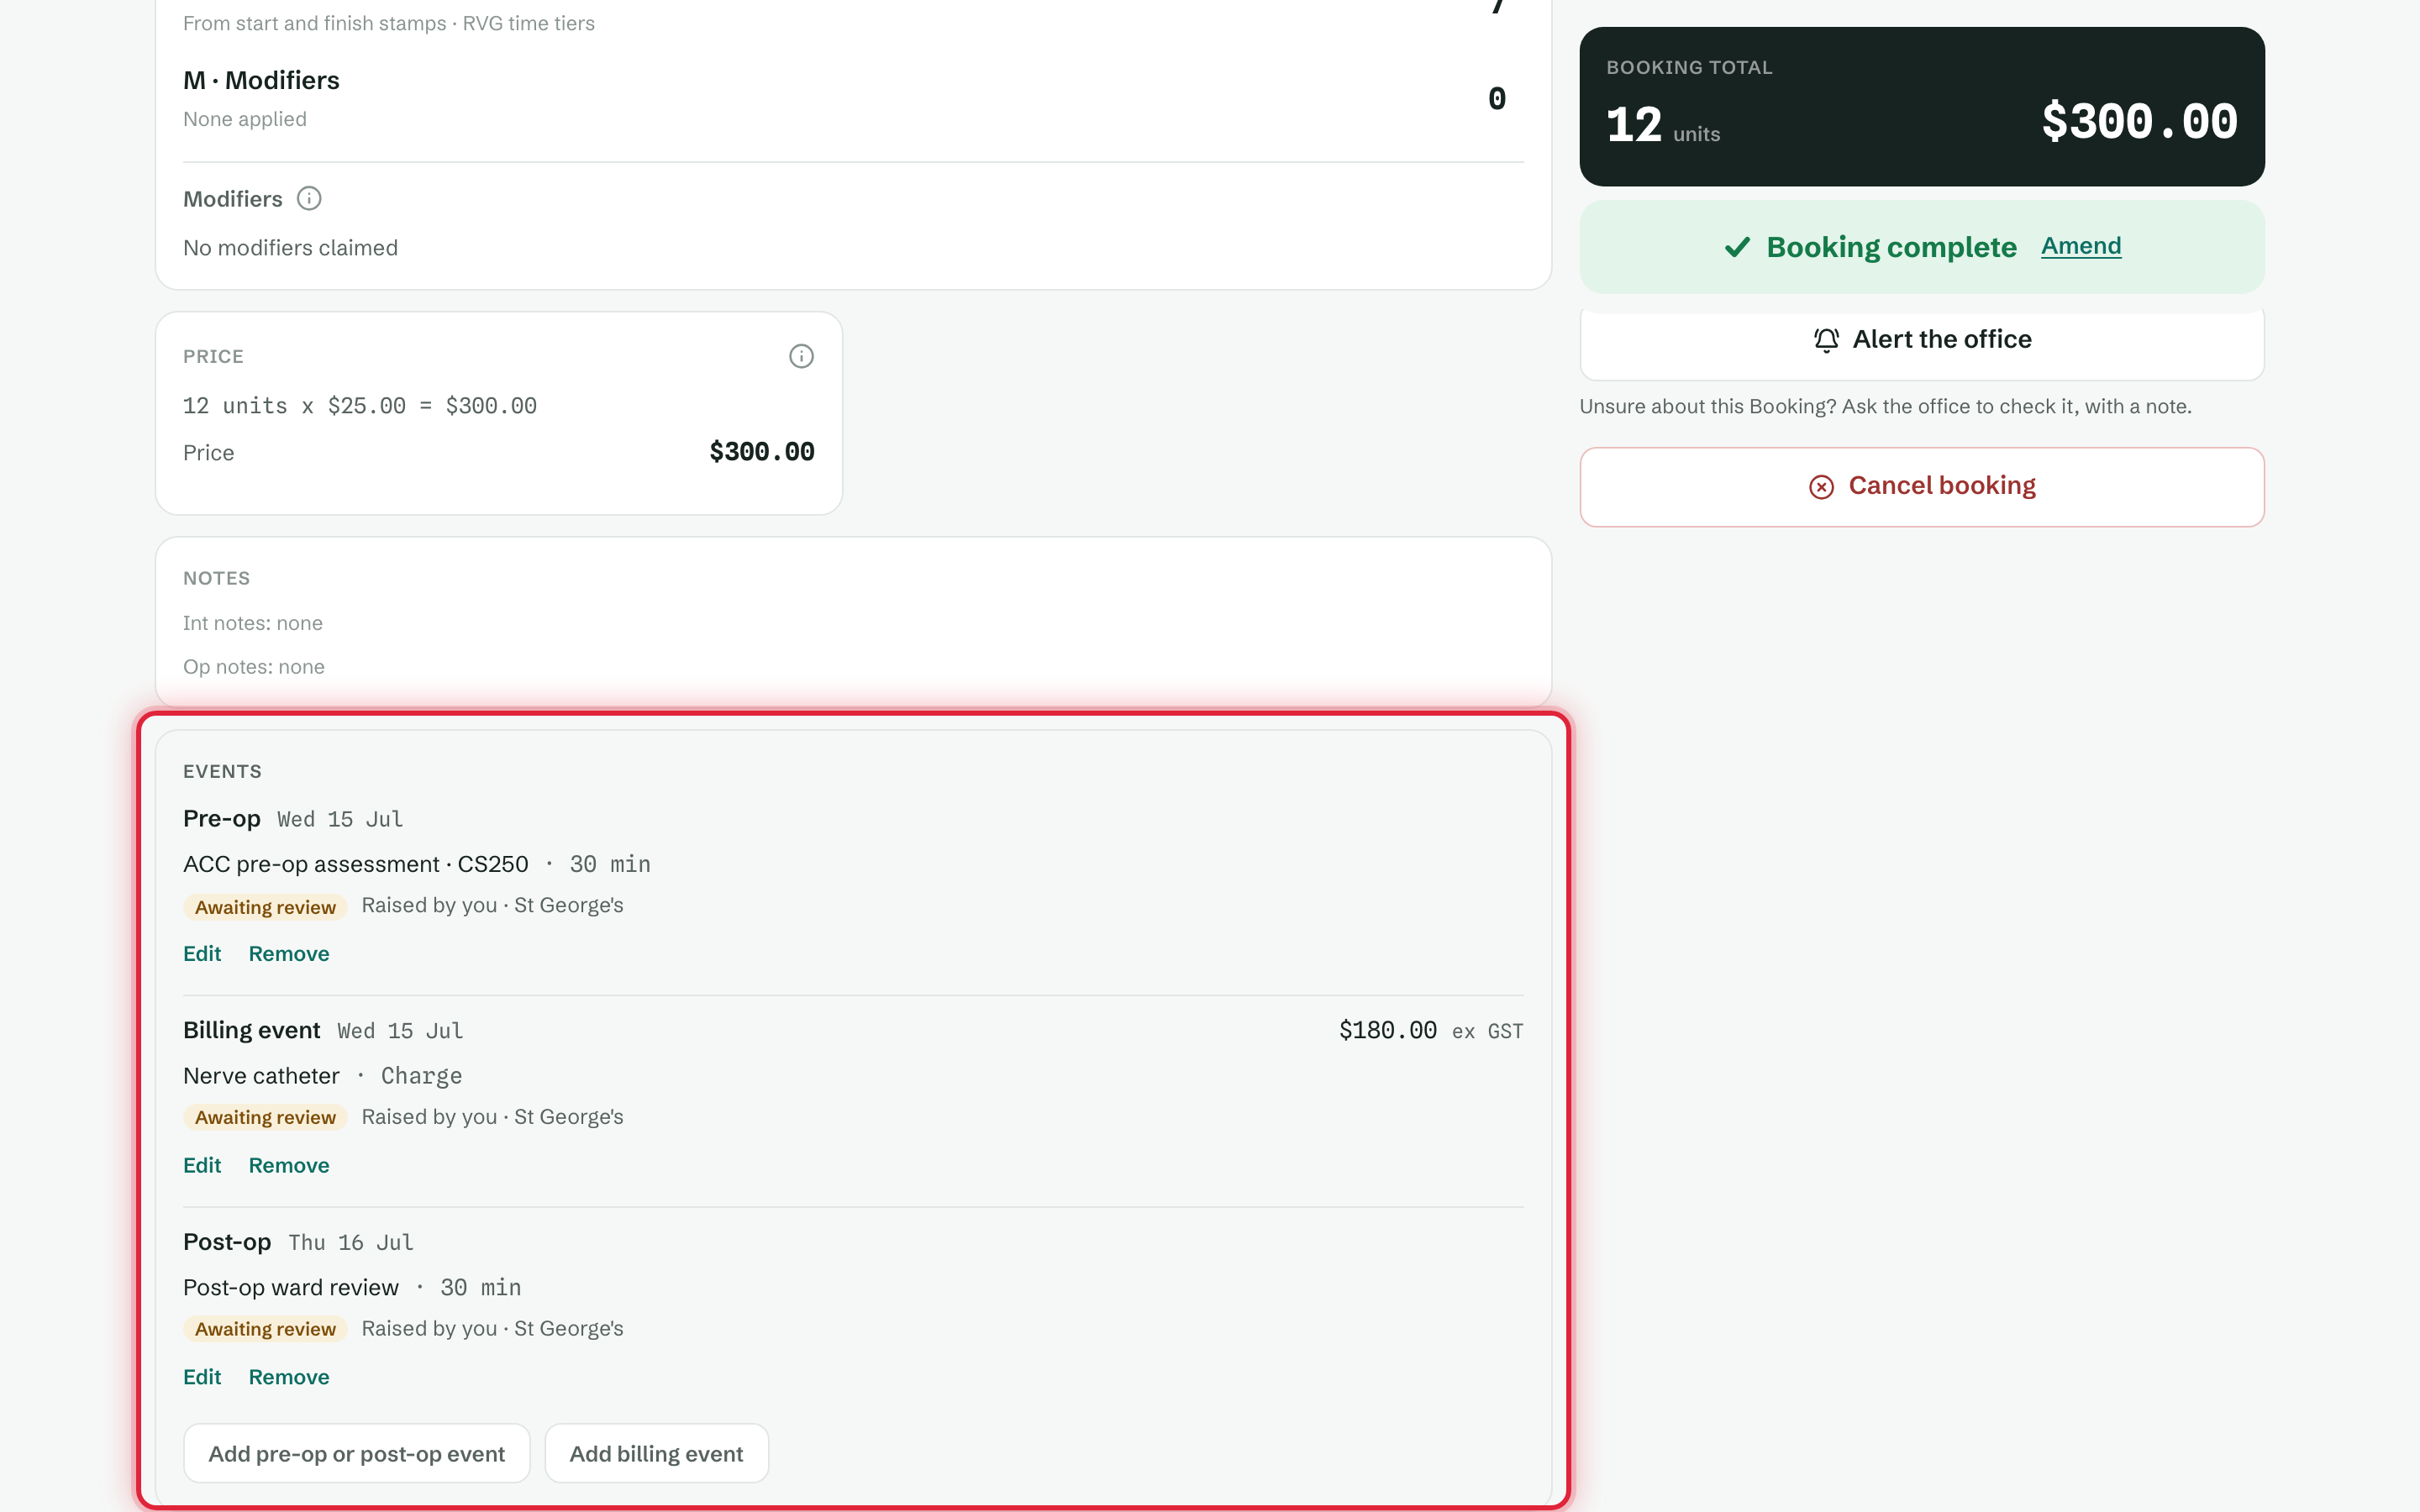 From start and finish stamps · RVG time tiers
M · Modifiers
None applied
0
Modifiers
No modifiers claimed
PRICE
12 units x $25.00 = $300.00
Price
$300.00
NOTES
Int notes: none
Op notes: none
EVENTS
Pre-op Wed 15 Jul
ACC pre-op assessment · CS250 · 30 min
Awaiting review Raised by you · St George's
Edit Remove
Billing event Wed 15 Jul
$180.00 ex GST
Nerve catheter · Charge
Awaiting review Raised by you · St George's
Edit Remove
Post-op Thu 16 Jul
Post-op ward review · 30 min
Awaiting review Raised by you · St George's
Edit Remove
Add pre-op or post-op event
Add billing event
BOOKING TOTAL
12 units
$300.00
Booking complete Amend
Alert the office
Unsure about this Booking? Ask the office to check it, with a note.
Cancel booking